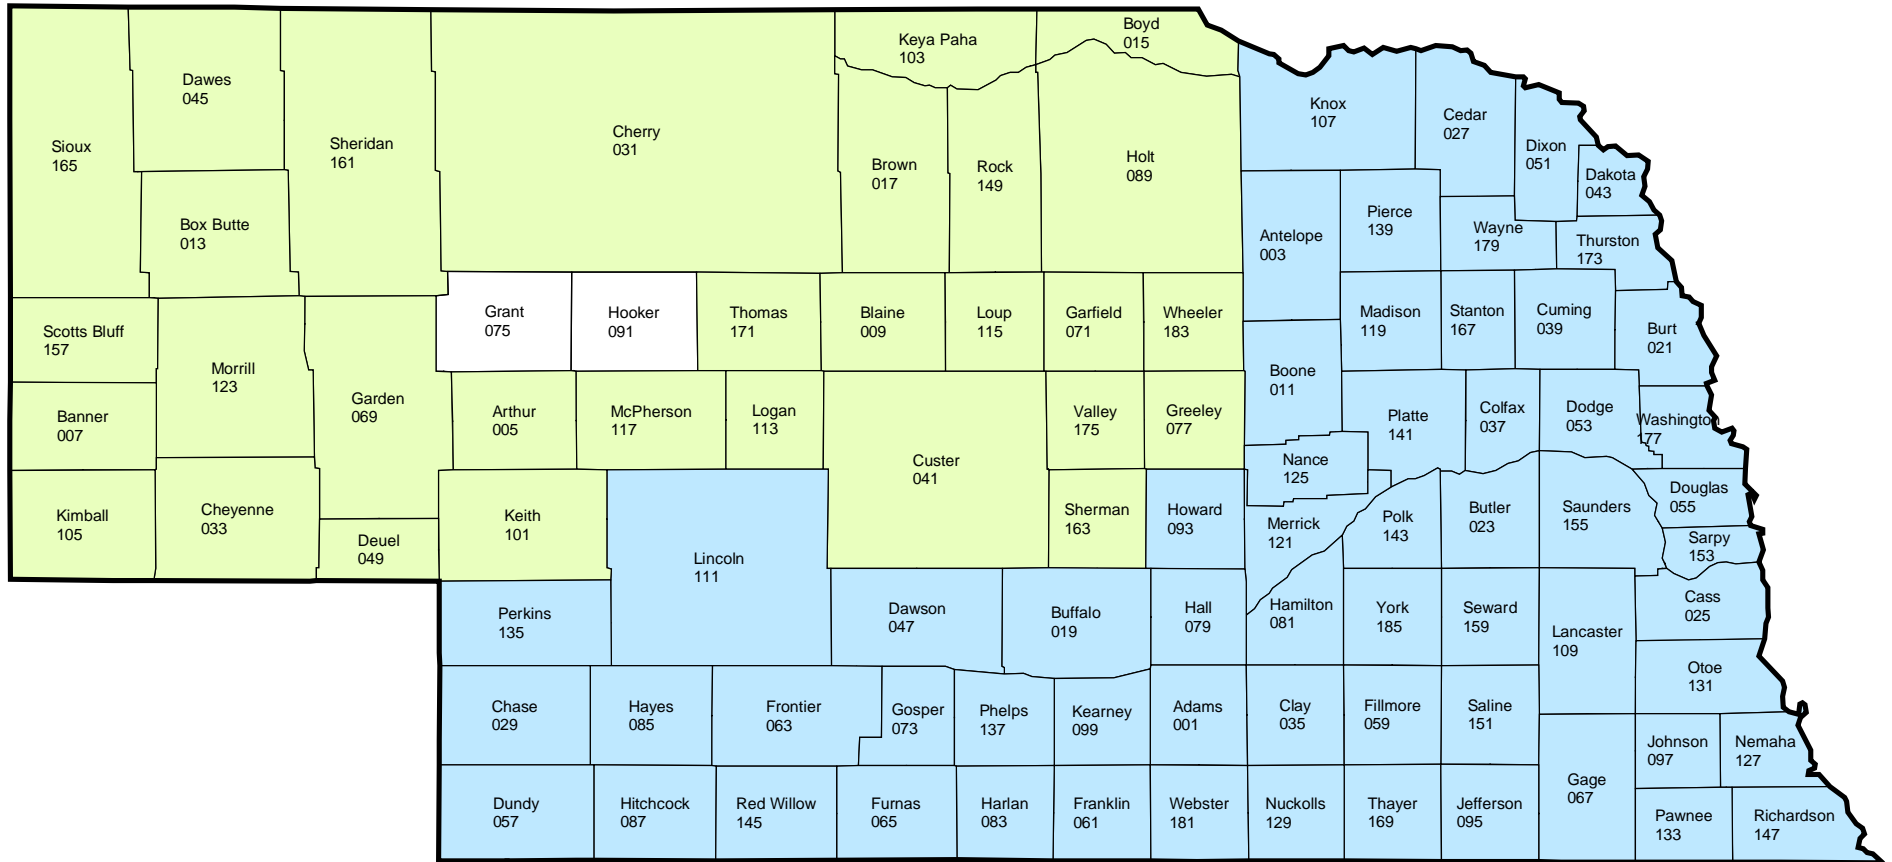 Boyd
015
Keya Paha
103
Dawes
045
Knox
107
Cedar
027
Cherry
031
Sheridan
161
Sioux
165
Dixon
051
Holt
089
Brown
017
Rock
149
Dakota
043
Pierce
139
Box Butte
013
Wayne
179
Antelope
003
Thurston
173
Grant
075
Hooker
091
Thomas
171
Blaine
009
Loup
115
Garfield
071
Wheeler
183
Madison
119
Stanton
167
Cuming
039
Scotts Bluff
157
Burt
021
Morrill
123
Boone
011
Garden
069
Banner
007
Arthur
005
McPherson
117
Logan
113
Valley
175
Greeley
077
Platte
141
Colfax
037
Dodge
053
Washington
177
Custer
041
Nance
125
Douglas
055
Kimball
105
Cheyenne
033
Keith
101
Sherman
163
Howard
093
Merrick
121
Polk
143
Butler
023
Saunders
155
Deuel
049
Sarpy
153
Lincoln
111
Perkins
135
Dawson
047
Buffalo
019
Hall
079
Hamilton
081
York
185
Seward
159
Cass
025
Lancaster
109
Otoe
131
Chase
029
Hayes
085
Frontier
063
Gosper
073
Phelps
137
Kearney
099
Adams
001
Clay
035
Fillmore
059
Saline
151
Johnson
097
Nemaha
127
Gage
067
Dundy
057
Hitchcock
087
Red Willow
145
Furnas
065
Harlan
083
Franklin
061
Webster
181
Nuckolls
129
Thayer
169
Jefferson
095
Pawnee
133
Richardson
147